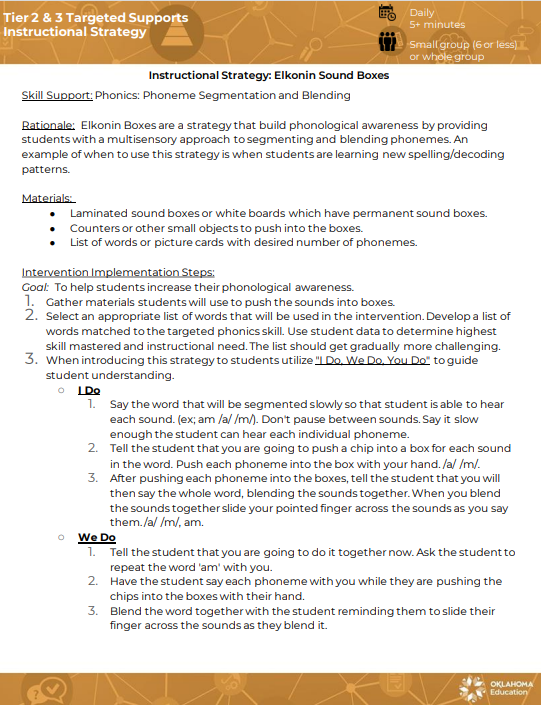 Tier 2 & 3 Targeted Supports
Instructional Strategy
Daily
5+ minutes
Small group (6 or less)
or whole group
Instructional Strategy: Elkonin Sound Boxes
Skill Support: Phonics: Phoneme Segmentation and Blending
Rationale: Elkonin Boxes are a strategy that build phonological awareness by providing
students with a multisensory approach to segmenting and blending phonemes. An
example of when to use this strategy is when students are learning new spelling/decoding
patterns.
Materials:
● Laminated sound boxes or white boards which have permanent sound boxes.
● Counters or other small objects to push into the boxes.
● List of words or picture cards with desired number of phonemes.
Intervention Implementation Steps:
Goal: To help students increase their phonological awareness.
1. Gather materials students will use to push the sounds into boxes.
2. Select an appropriate list of words that will be used in the intervention. Develop a list of
words matched to the targeted phonics skill. Use student data to determine highest
skill mastered and instructional need. The list should get gradually more challenging.
3. When introducing this strategy to students utilize "I Do, We Do, You Do" to guide
student understanding.
○ I Do
1. Say the word that will be segmented slowly so that student is able to hear
each sound. (ex; am /a/ /m/). Don't pause between sounds. Say it slow
enough the student can hear each individual phoneme.
2. Tell the student that you are going to push a chip into a box for each sound
in the word. Push each phoneme into the box with your hand. /a/ /m/.
3. After pushing each phoneme into the boxes, tell the student that you will
then say the whole word, blending the sounds together. When you blend
the sounds together slide your pointed finger across the sounds as you say
them. /a/ /m/, am.
○ We Do
1. Tell the student that you are going to do it together now. Ask the student to
repeat the word 'am' with you.
2. Have the student say each phoneme with you while they are pushing the
chips into the boxes with their hand.
3. Blend the word together with the student reminding them to slide their
finger across the sounds as they blend it.
OKLAHOMA
Education